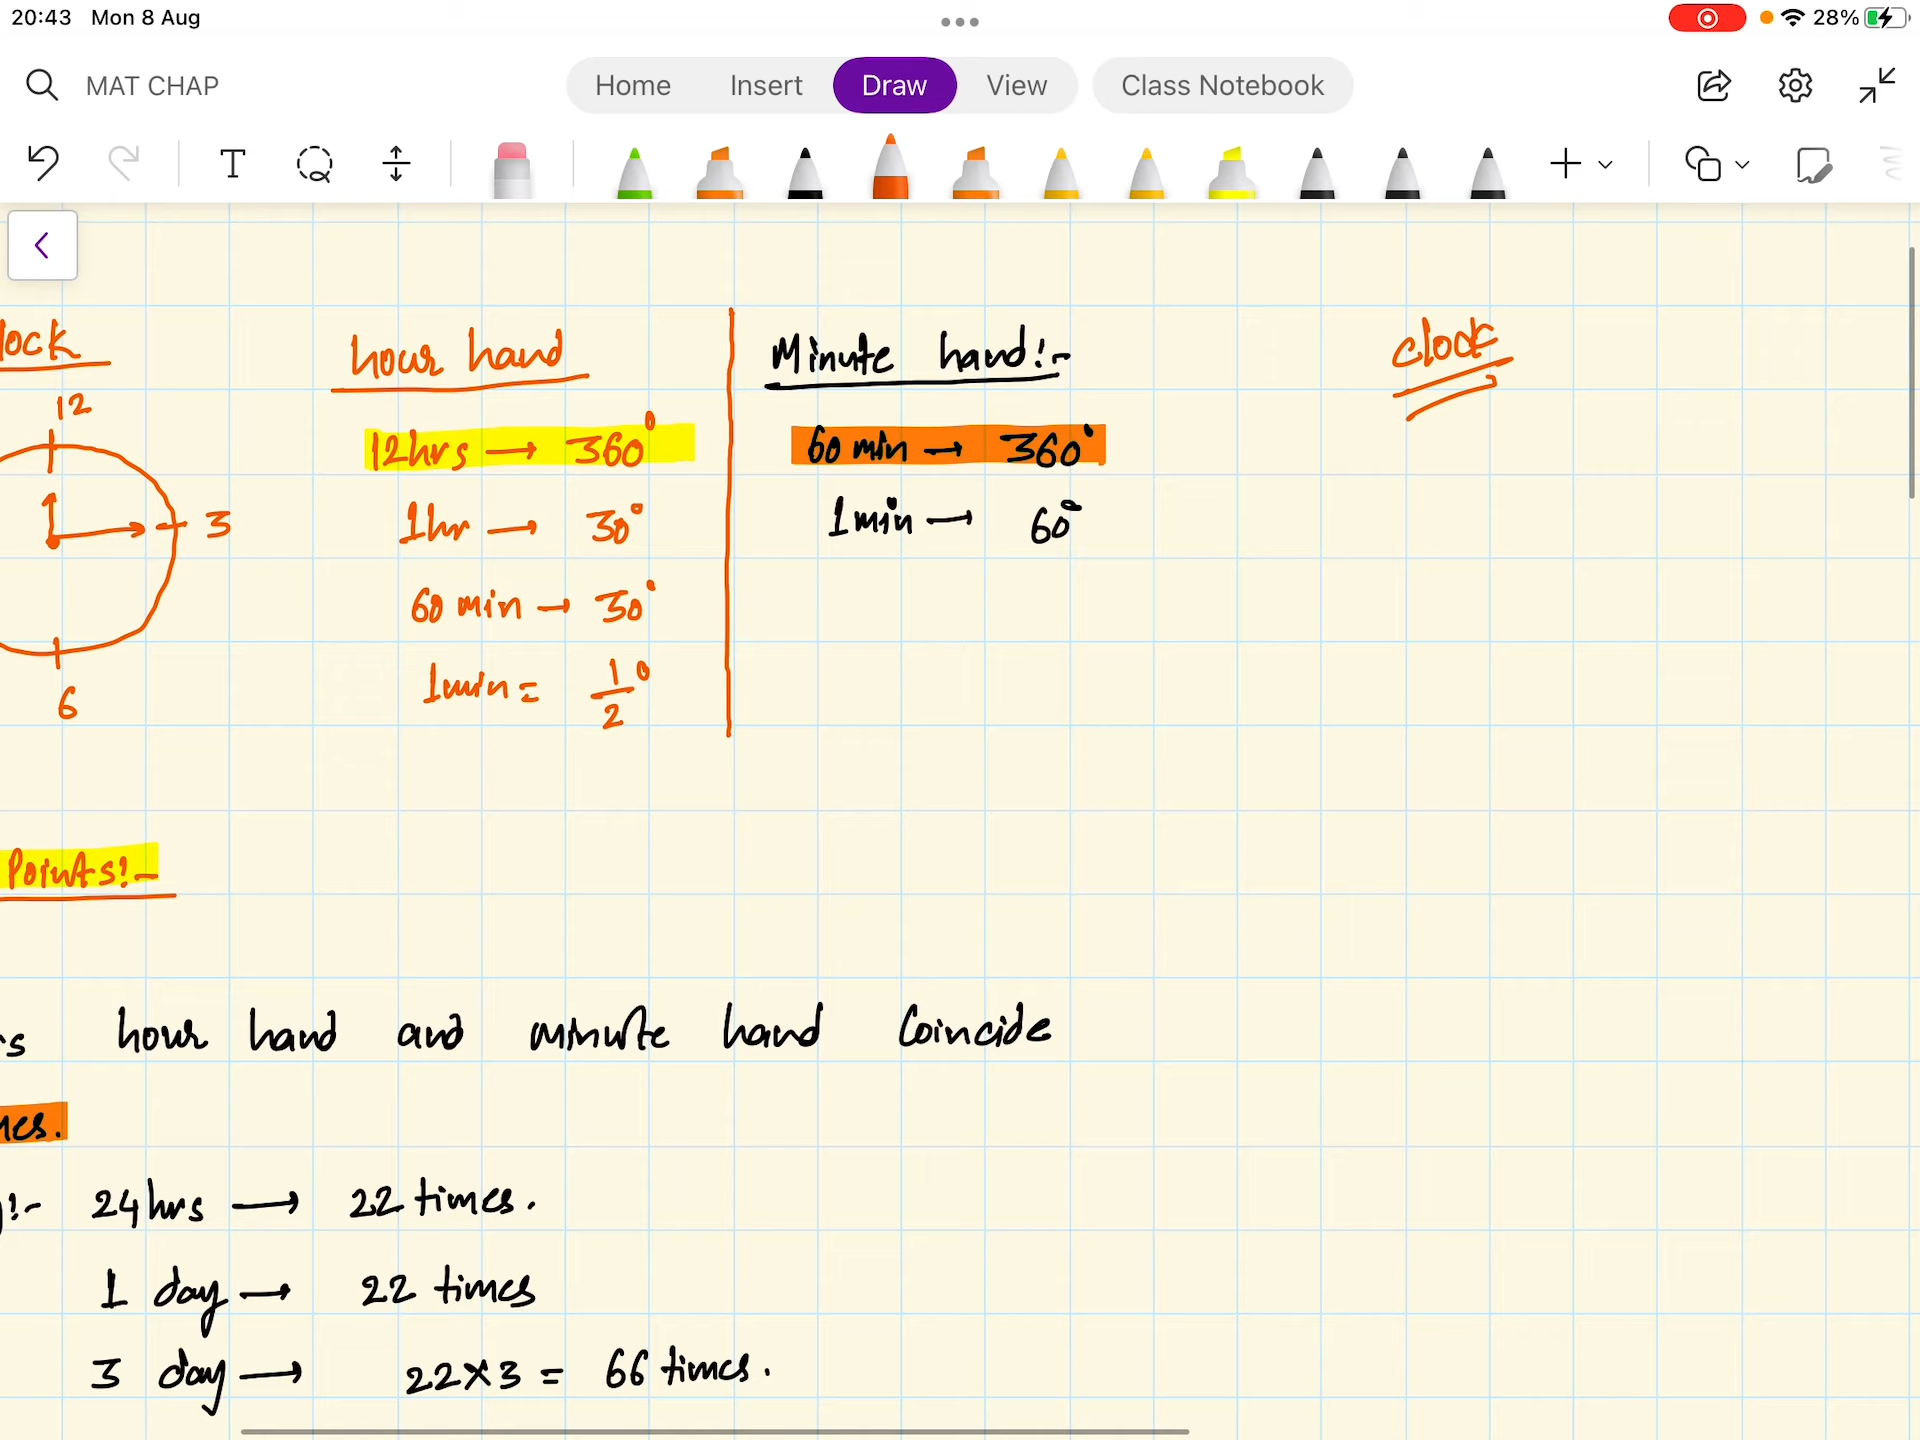 20:43 Mon 8 Aug
28%
MAT CHAP
Home Insert Draw View Class Notebook
T
lock
hour hand
Minute hand:-
clock
12
3
6
12hrs → 360°
1hr → 30°
60 min → 30°
1min = 1/2°
60 min → 360°
1min → 60°
Points:-
rs hour hand and minute hand Coincide
mes.
):- 24hrs → 22 times.
1 day → 22 times
3 day → 22×3 = 66 times.